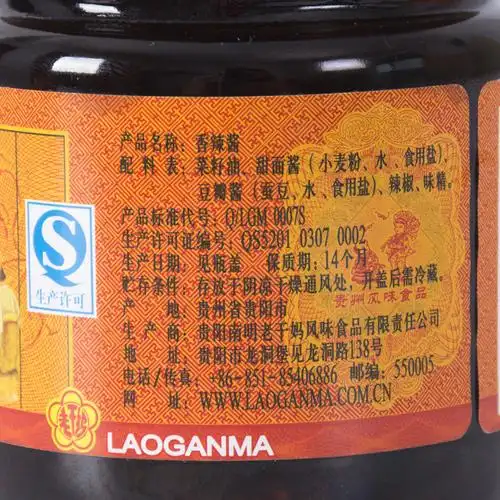 产品名称：香辣酱
配料表：菜籽油、甜面酱（小麦粉、水、食用盐）、
豆瓣酱（蚕豆、水、食用盐）、辣椒、味精。
产品标准代号：Q/LGM 0007S
生产许可证编号：QS5201 0307 0002
生产日期：见瓶盖 保质期：14个月
贮存条件：存放于阴凉干燥通风处，开盖后需冷藏。
产 地：贵州省贵阳市
生 产 商：贵阳南明老干妈风味食品有限责任公司
地 址：贵阳市龙洞堡见龙洞路138号
电话/传真：+86-851-85406886 邮编：550005
网 址：WWW.LAOGANMA.COM.CN
生产许可
贵州风味食品
老干妈
LAOGANMA